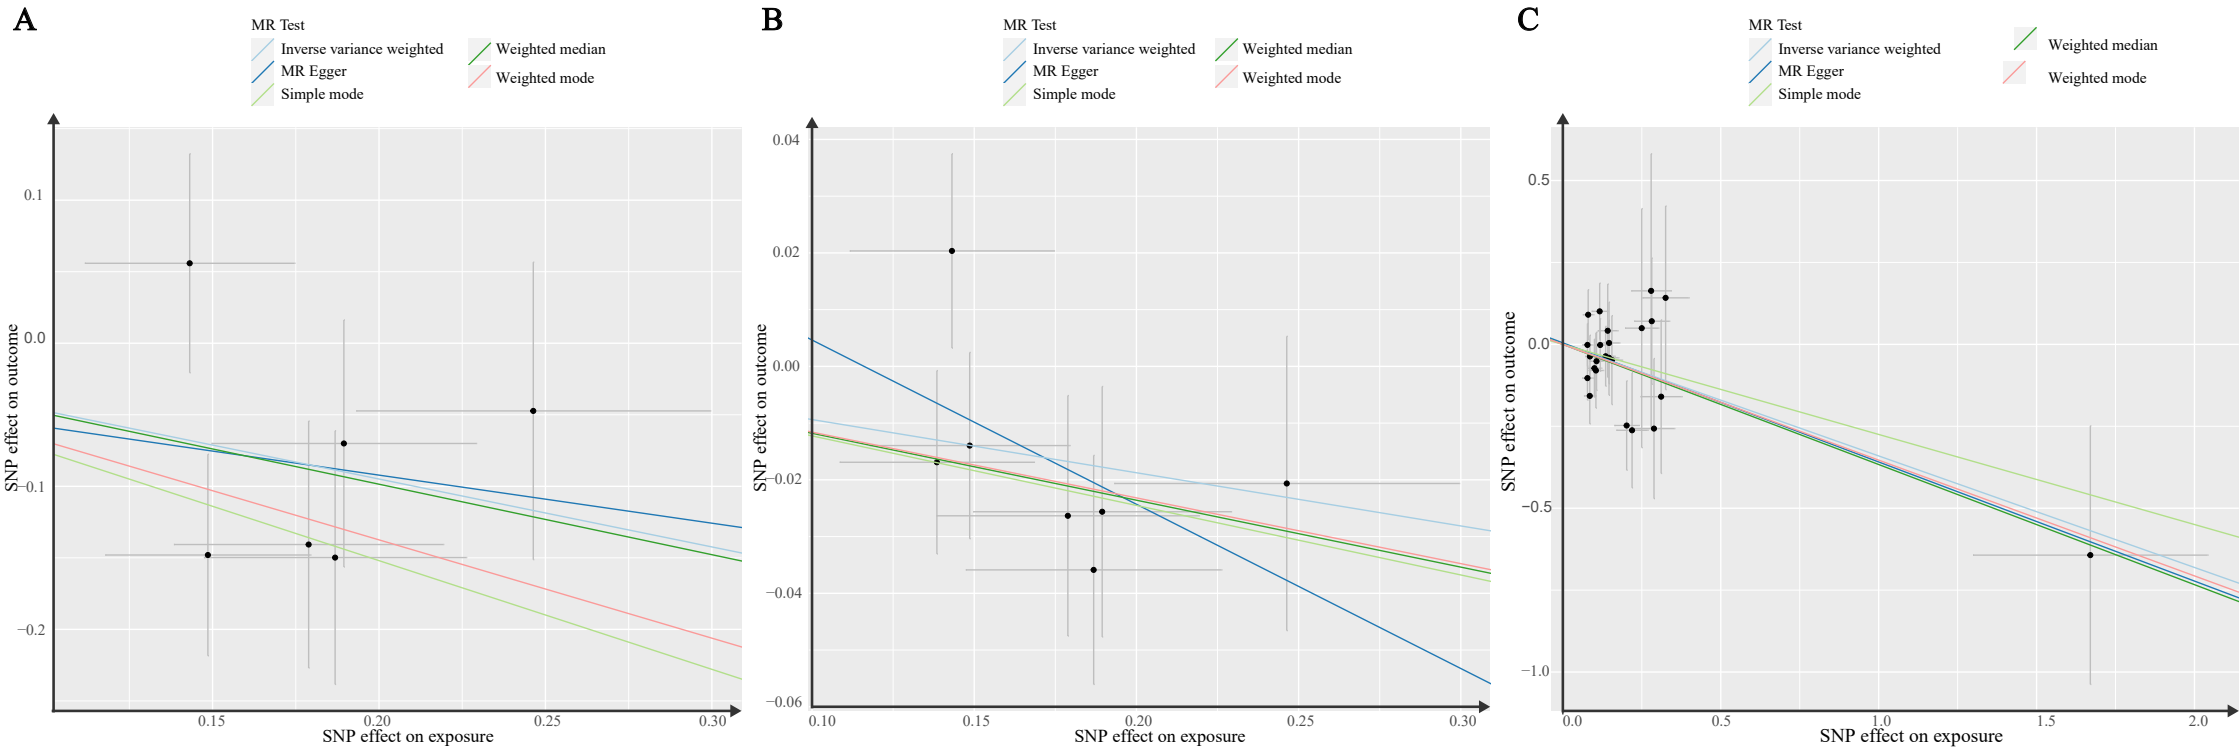 A
MR Test
Inverse variance weighted
MR Egger
Simple mode
Weighted median
Weighted mode
SNP effect on outcome
0.1
0.0
−0.1
−0.2
0.15
0.20
0.25
0.30
SNP effect on exposure
B
MR Test
Inverse variance weighted
MR Egger
Simple mode
Weighted median
Weighted mode
SNP effect on outcome
0.04
0.02
0.00
−0.02
−0.04
−0.06
0.10
0.15
0.20
0.25
0.30
SNP effect on exposure
C
MR Test
Inverse variance weighted
MR Egger
Simple mode
Weighted median
Weighted mode
SNP effect on outcome
0.5
0.0
−0.5
−1.0
0.0
0.5
1.0
1.5
2.0
SNP effect on exposure